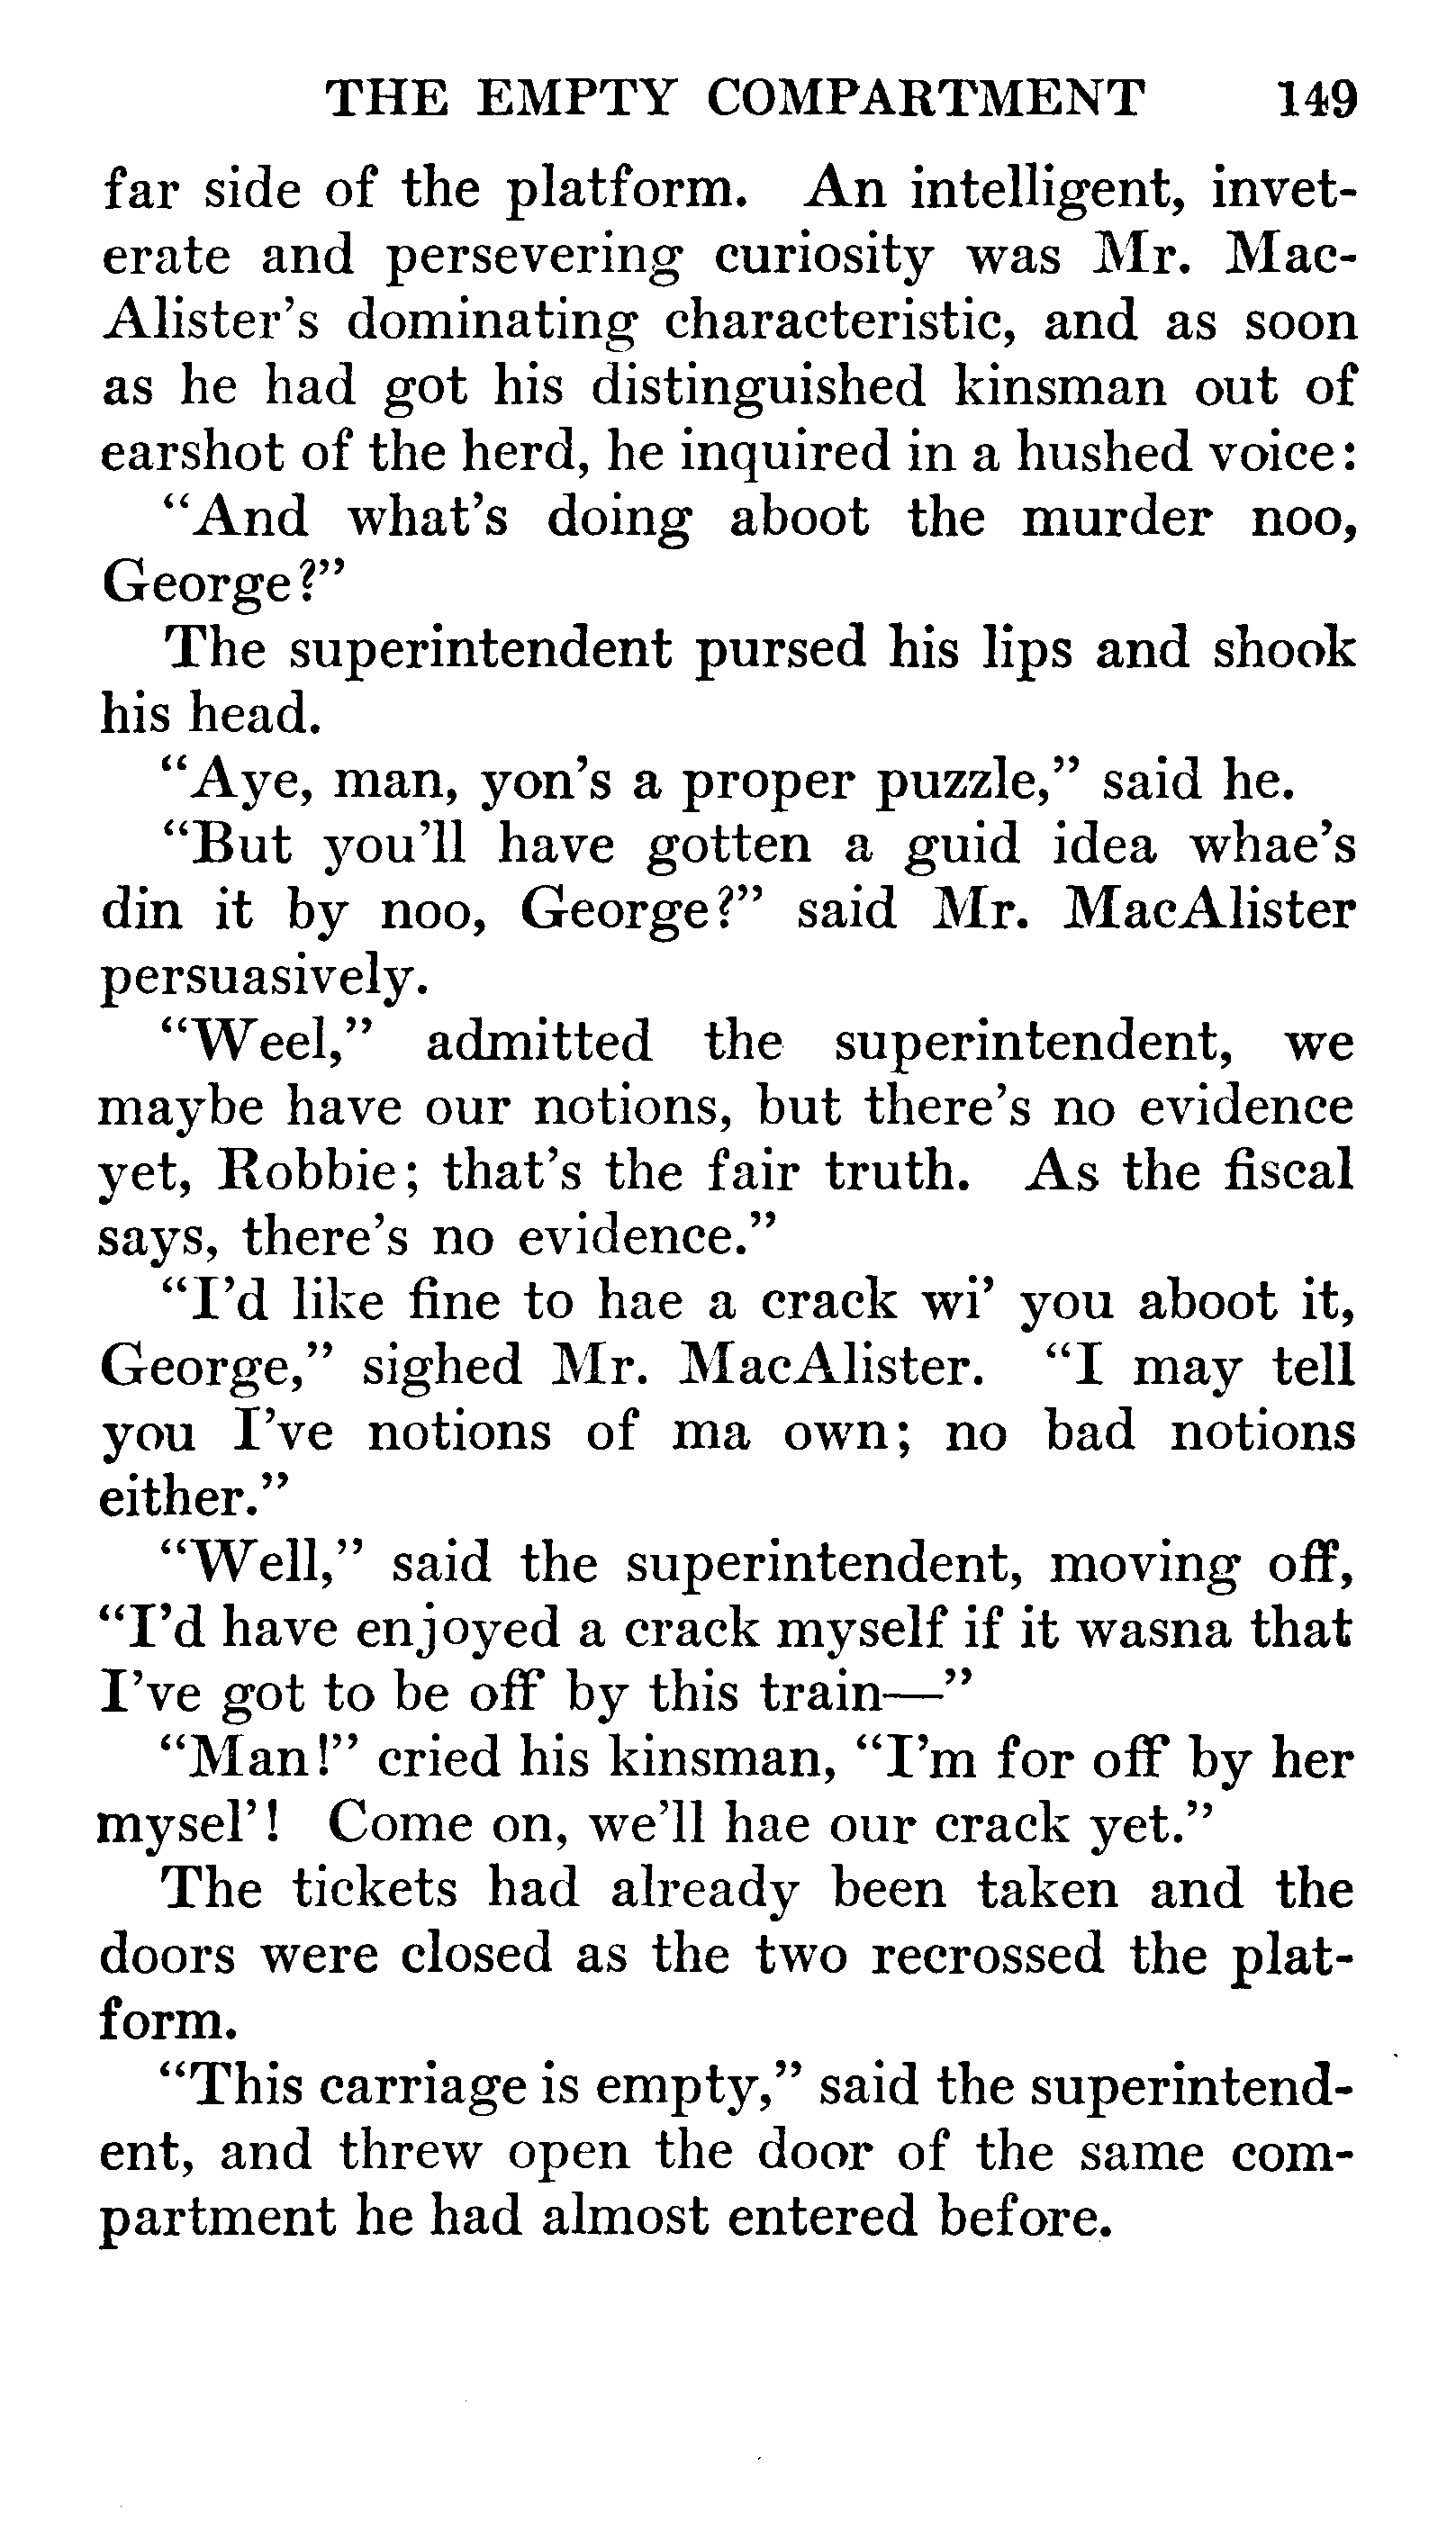 THE EMPTY COMPARTMENT 149
far side of the platform. An intelligent, invet-
erate and persevering curiosity was Mr. Mac-
Alister's dominating characteristic, and as soon
as he had got his distinguished kinsman out of
earshot of the herd, he inquired in a hushed voice:
“And what's doing aboot the murder noo,
George?”
The superintendent pursed his lips and shook
his head.
“Aye, man, yon's a proper puzzle,” said he.
“But you'll have gotten a guid idea whae's
din it by noo, George?” said Mr. MacAlister
persuasively.
“Weel,” admitted the superintendent, we
maybe have our notions, but there's no evidence
yet, Robbie; that's the fair truth. As the fiscal
says, there's no evidence.”
“I'd like fine to hae a crack wi' you aboot it,
George,” sighed Mr. MacAlister. “I may tell
you I've notions of ma own; no bad notions
either.”
“Well,” said the superintendent, moving off,
“I'd have enjoyed a crack myself if it wasna that
I've got to be off by this train—”
“Man!” cried his kinsman, “I'm for off by her
mysel'! Come on, we'll hae our crack yet.”
The tickets had already been taken and the
doors were closed as the two recrossed the plat-
form.
“This carriage is empty,” said the superintend-
ent, and threw open the door of the same com-
partment he had almost entered before.